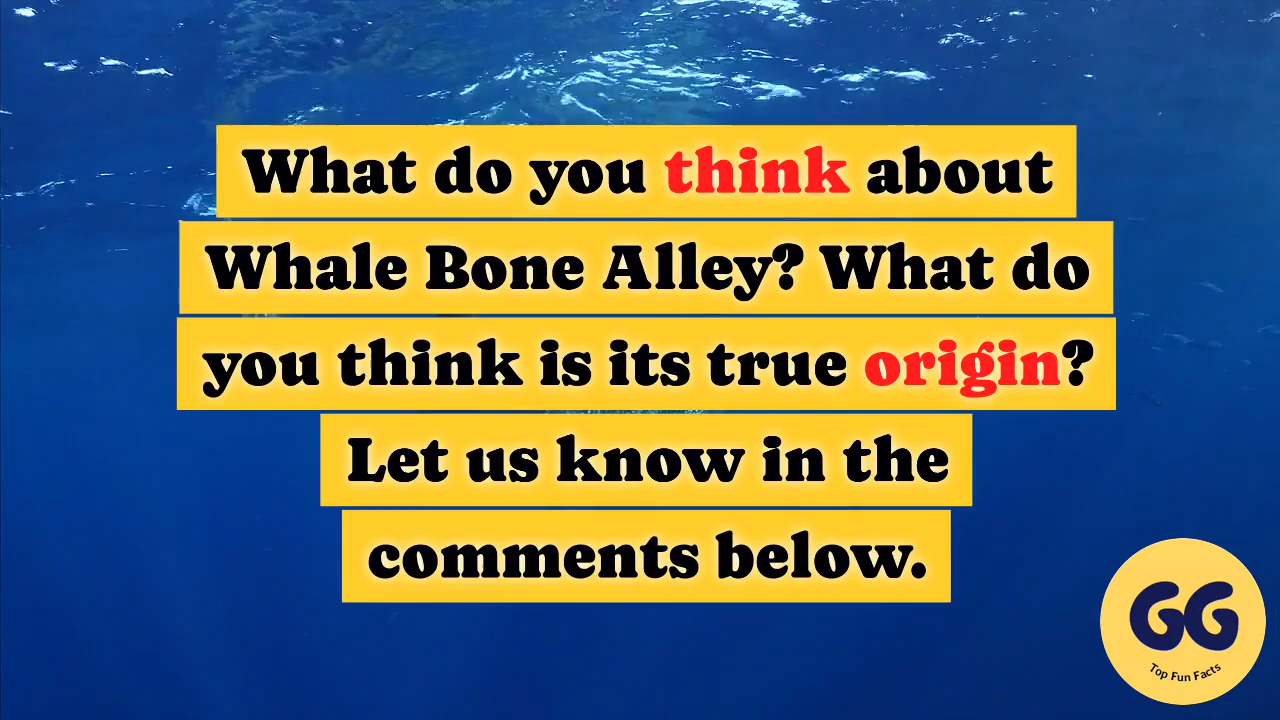 What do you think about
Whale Bone Alley? What do
you think is its true origin?
Let us know in the
comments below.
GG
Top Fun Facts